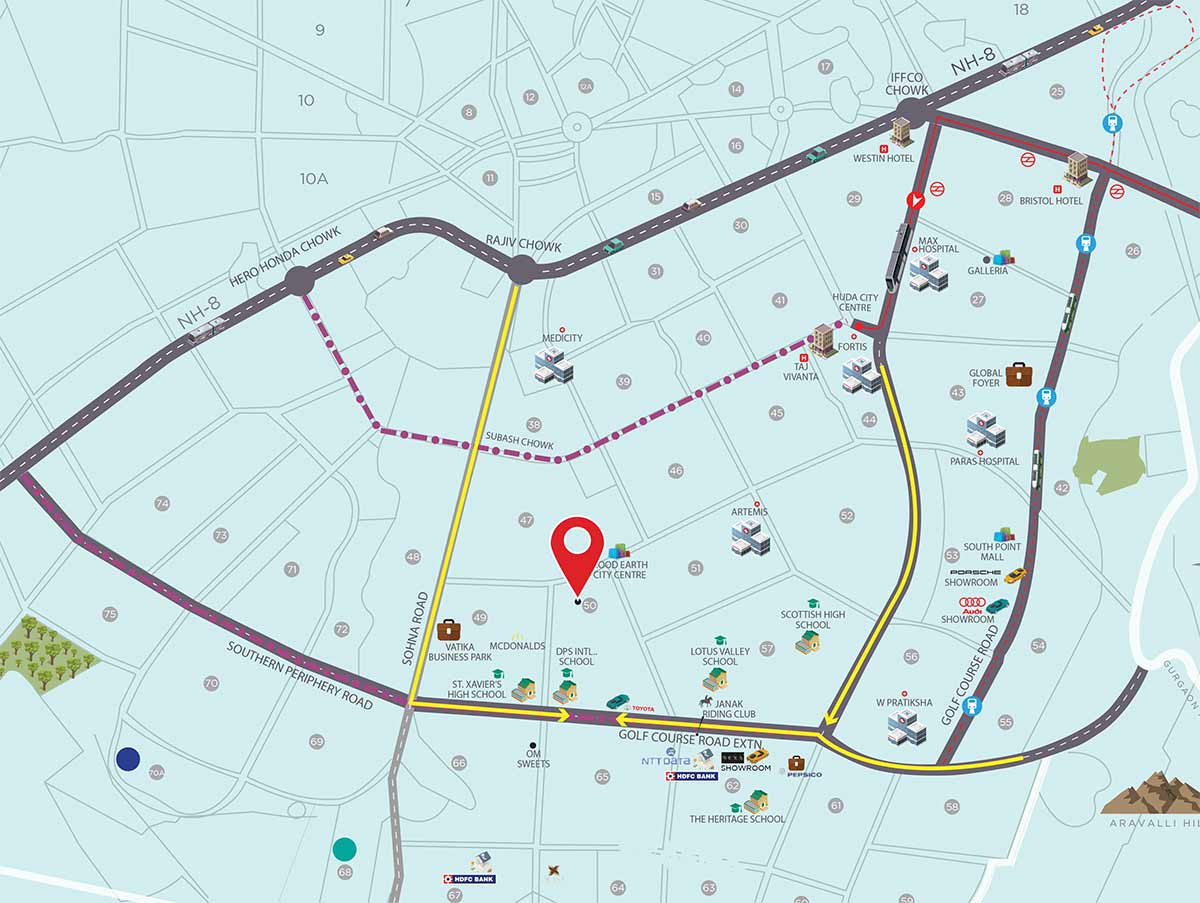 9
18
17
IFFCO
CHOWK
NH-8
10
8
12
12A
14
25
16
WESTIN HOTEL
H
10A
11
15
29
28
H
BRISTOL HOTEL
30
26
HERO HONDA CHOWK
RAJIV CHOWK
MAX
HOSPITAL
GALLERIA
31
27
NH-8
41
HUDA CITY
CENTRE
MEDICITY
40
FORTIS
H
TAJ
VIVANTA
39
GLOBAL
FOYER
43
45
44
38
SUBASH CHOWK
46
PARAS HOSPITAL
42
74
73
47
ARTEMIS
52
71
48
OOD EARTH
CITY CENTRE
51
53
SOUTH POINT
MALL
PORSCHE
SHOWROOM
Audi
SHOWROOM
75
72
SOHNA ROAD
49
50
SCOTTISH HIGH
SCHOOL
VATIKA
BUSINESS PARK
MCDONALDS
DPS INTL...
SCHOOL
LOTUS VALLEY
SCHOOL
57
56
54
SOUTHERN PERIPHERY ROAD
70
ST. XAVIER'S
HIGH SCHOOL
TOYOTA
JANAK
RIDING CLUB
W PRATIKSHA
GOLF COURSE ROAD
55
GURGAON
69
GOLF COURSE ROAD EXTN
OM
SWEETS
NTT DATA
HDFC BANK
SHOWROOM
PEPSICO
70A
66
65
62
61
58
THE HERITAGE SCHOOL
ARAVALLI HIL
68
HDFC BANK
67
64
63
59